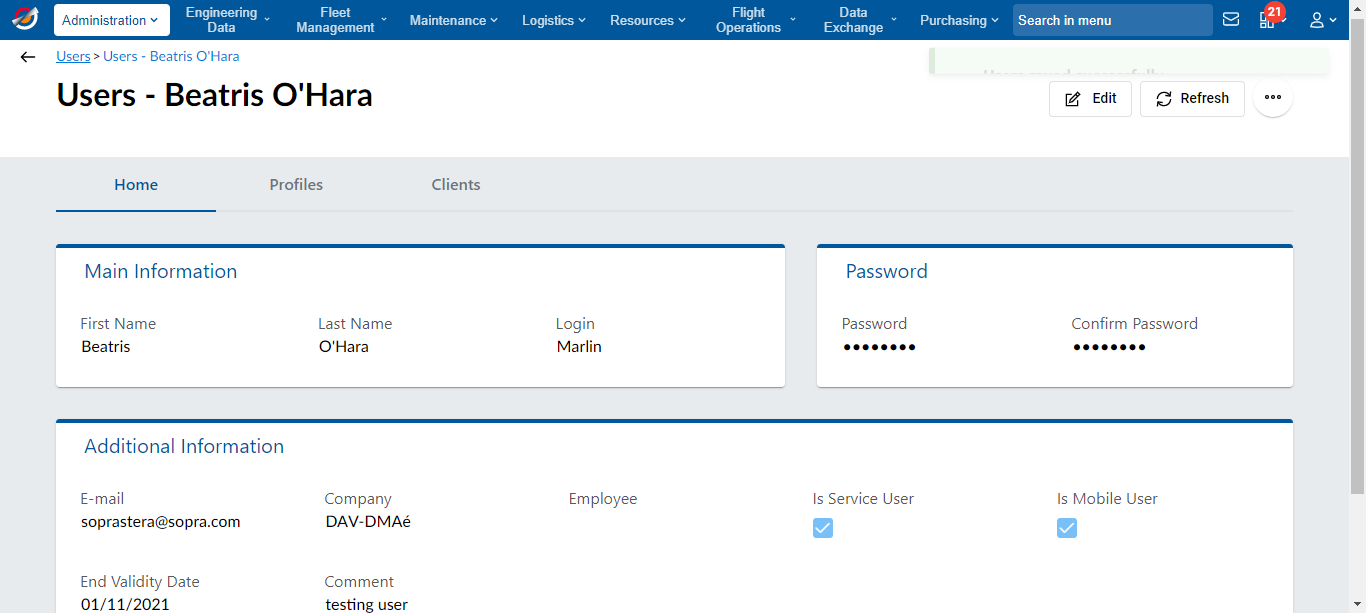 Administration
Engineering Data
Fleet Management
Maintenance
Logistics
Resources
Flight Operations
Data Exchange
Purchasing
Search in menu
21
Users > Users - Beatris O'Hara
Users - Beatris O'Hara
Edit
Refresh
Home
Profiles
Clients
Main Information
First Name
Last Name
Login
Beatris
O'Hara
Marlin
Password
Password
Confirm Password
Additional Information
E-mail
Company
Employee
Is Service User
Is Mobile User
soprastera@sopra.com
DAV-DMAé
End Validity Date
Comment
01/11/2021
testing user